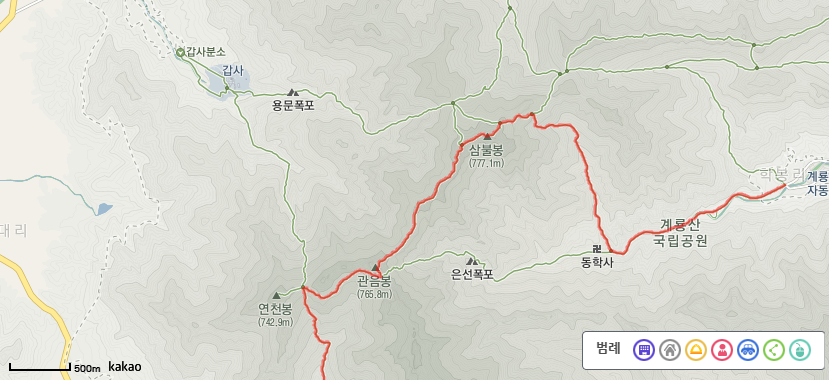 갑사분소
갑사
용문폭포
삼불봉
(777.1m)
학봉리
계룡
자동
대리
계룡산
국립공원
동학사
은선폭포
관음봉
(765.8m)
연천봉
(742.9m)
범례
500m
kakao